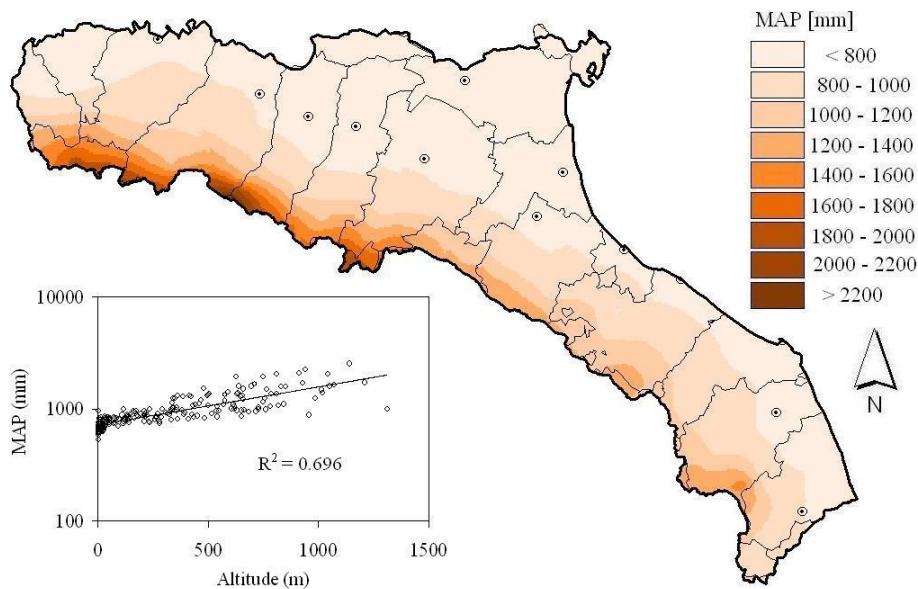 MAP [mm]
< 800
800 - 1000
1000 - 1200
1200 - 1400
1400 - 1600
1600 - 1800
1800 - 2000
2000 - 2200
> 2200
N
10000
1000
100
MAP (mm)
R² = 0.696
0 500 1000 1500
Altitude (m)